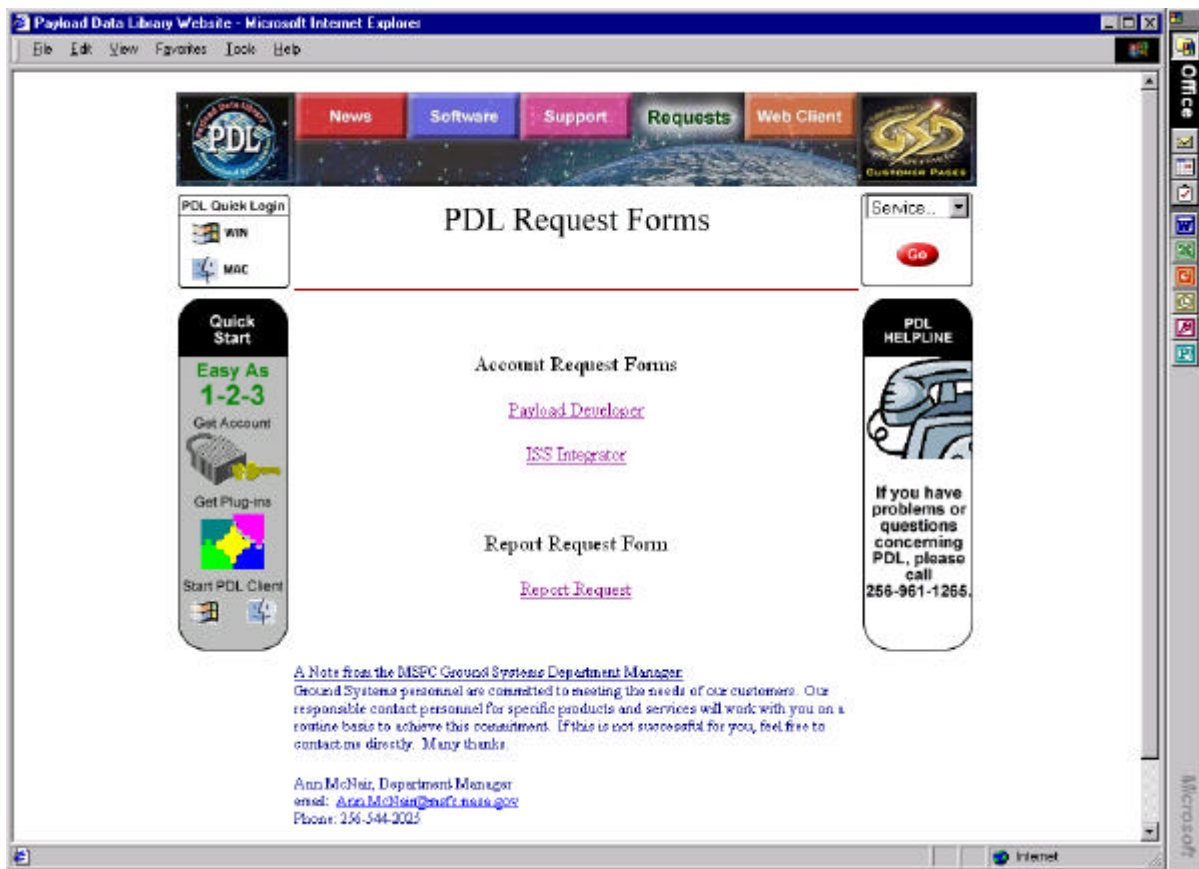 Payload Data Library Website - Microsoft Internet Explorer
File Edit View Favorites Tools Help
PDL
News
Software
Support
Requests
Web Client
CUSTOMER PAGES
PDL Quick Login
WIN
MAC
PDL Request Forms
Service...
Go
Quick
Start
Easy As
1-2-3
Get Account
Get Plug-ins
Start PDL Client
Account Request Forms
Payload Developer
ISS Integrator
Report Request Form
Report Request
PDL
HELPLINE
If you have
problems or
questions
concerning
PDL, please
call
256-961-1265.
A Note from the MSFC Ground Systems Department Manager
Ground Systems personnel are committed to meeting the needs of our customers. Our
responsible contact personnel for specific products and services will work with you on a
routine basis to achieve this commitment. If this is not successful for you, feel free to
contact me directly. Many thanks.
Ann McNair, Department Manager
email: Ann.McNair@msfc.nasa.gov
Phone: 256-544-2025
Internet
Office
Microsoft